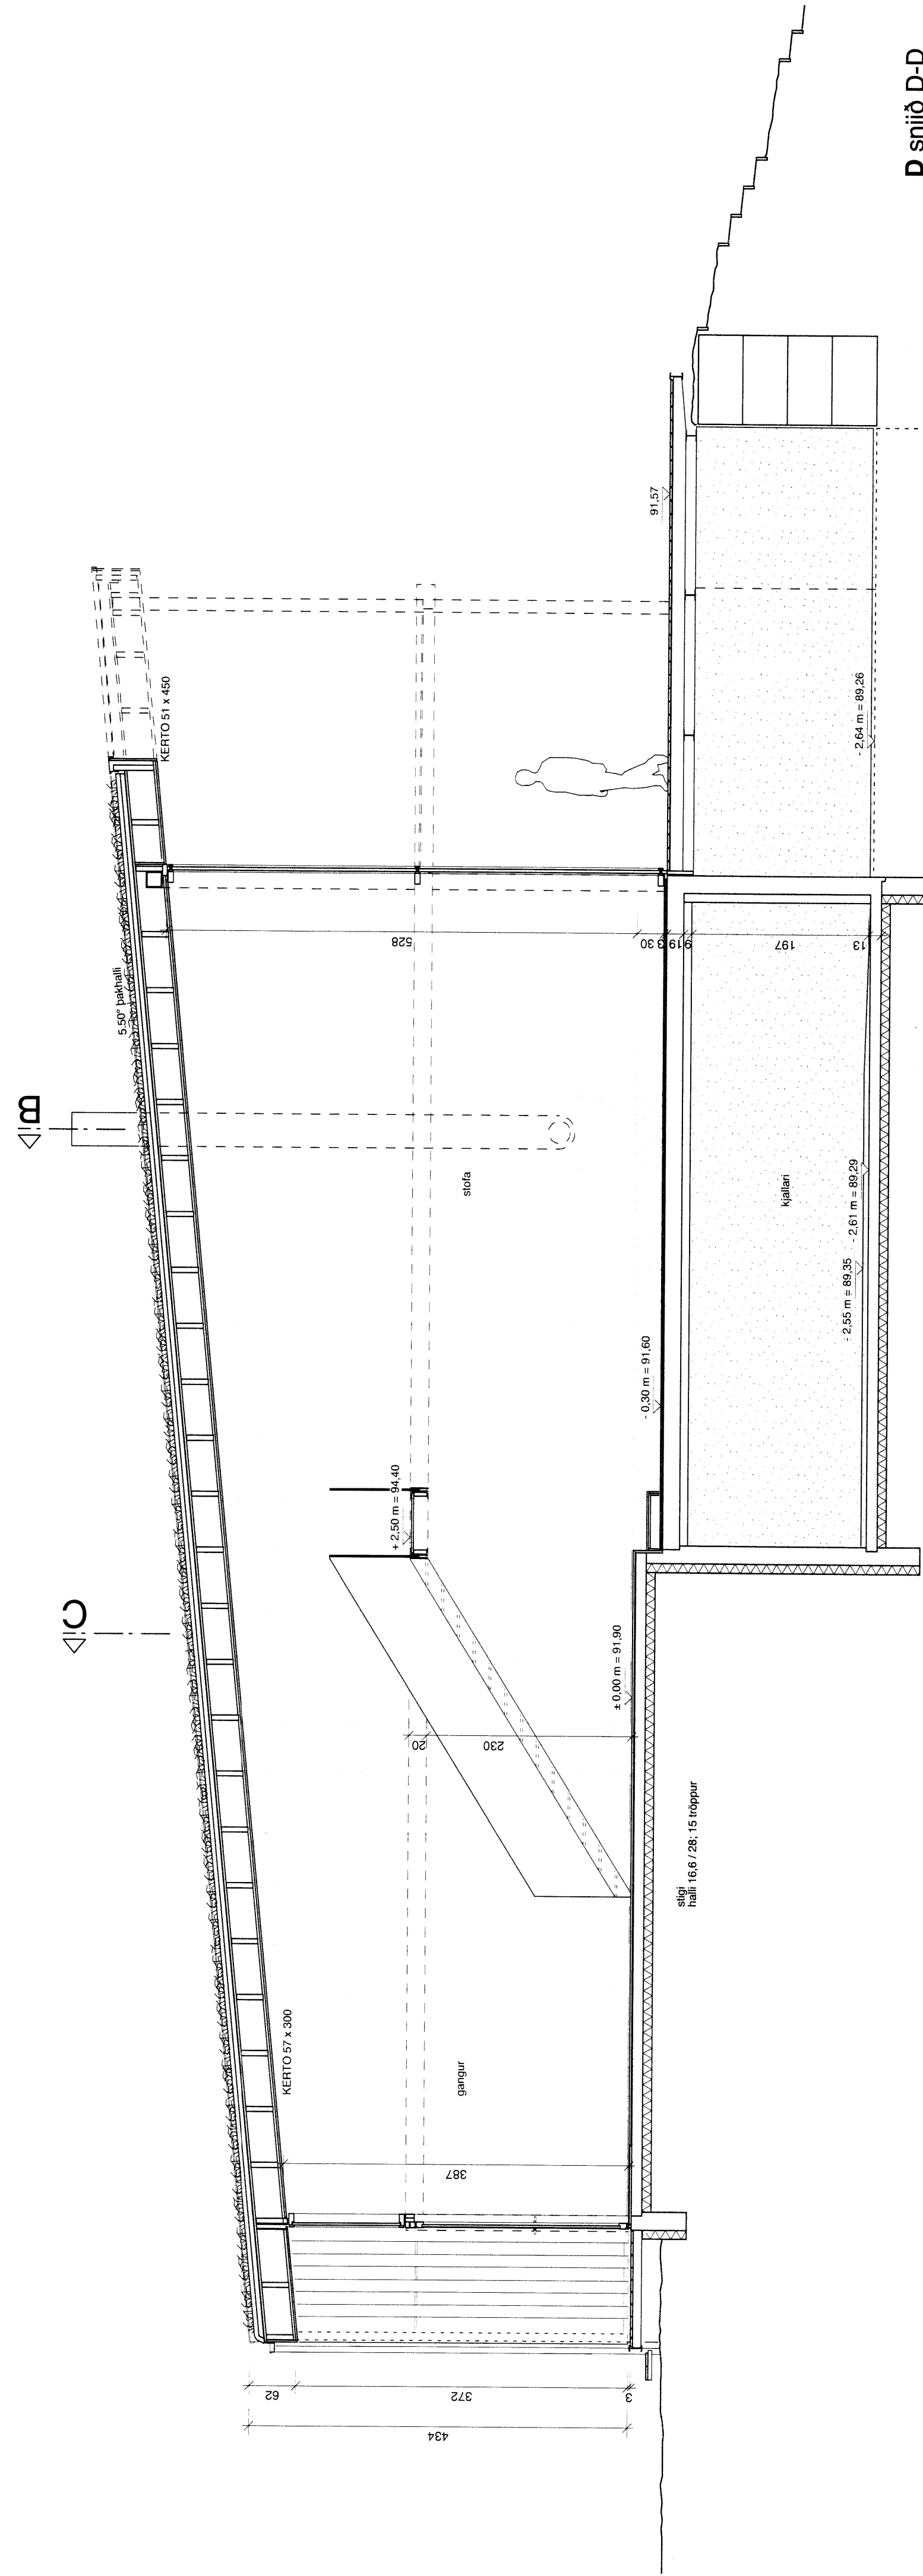 D sniið D-D
B
C
5.50° þakhalli
KERTO 51 x 450
KERTO 57 x 300
91,57
- 2,64 m = 89,26
528
30
3
19
9
197
13
stofa
kjallari
- 2,61 m = 89,29
- 2,55 m = 89,35
- 0,30 m = 91,60
+ 2,50 m = 94,40
± 0,00 m = 91,90
20
230
stigi
halli 16,6 / 28; 15 tröppur
gangur
387
62
372
3
434